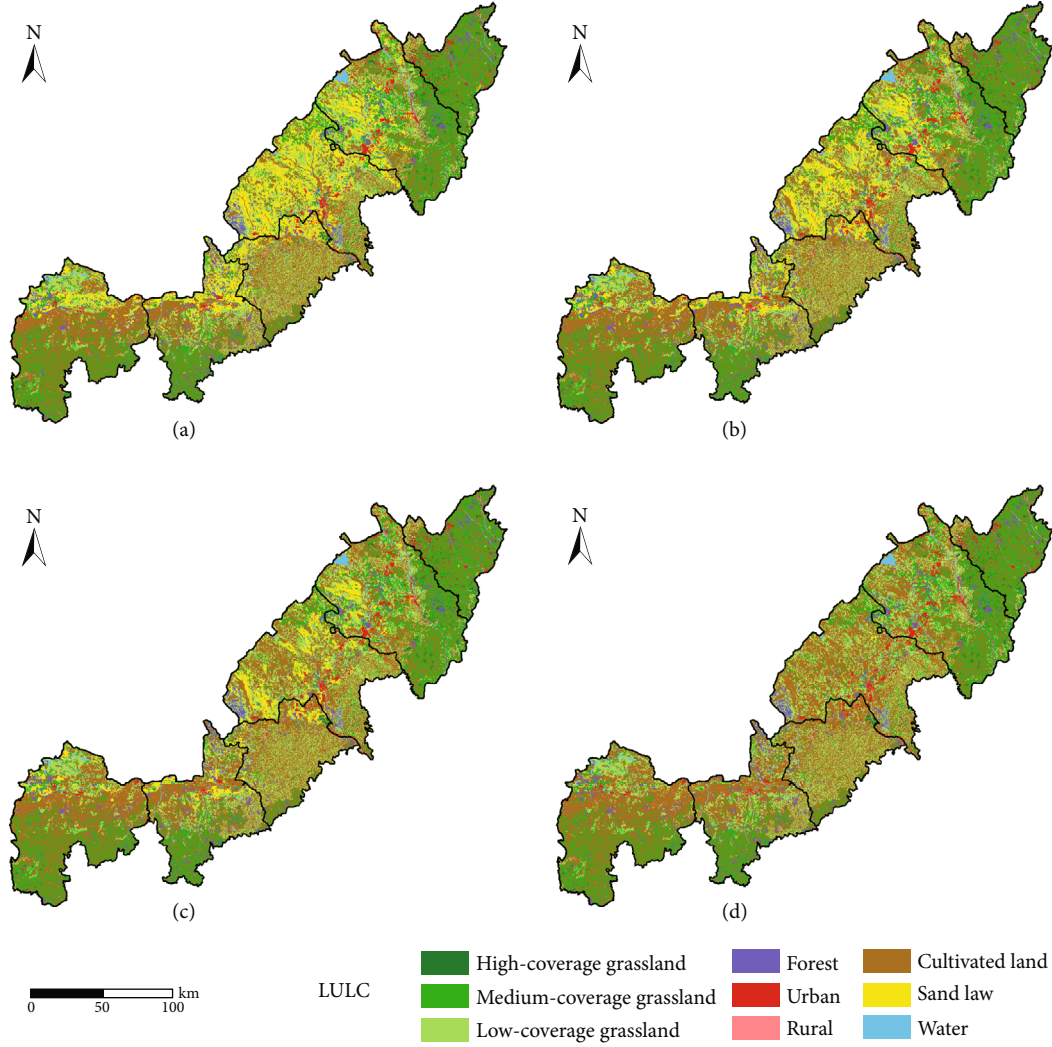 N
N
(a)
(b)
N
N
(c)
(d)
High-coverage grassland
Forest
Cultivated land
LULC
Medium-coverage grassland
Urban
Sand law
Low-coverage grassland
Rural
Water
km
0 50 100